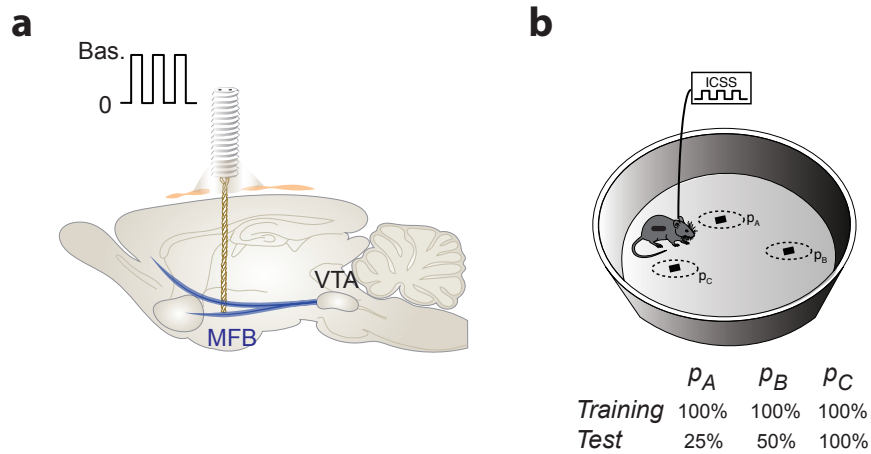 a
Bas.
0
VTA
MFB
b
ICSS
pA
pB
pC
pA pB pC
Training 100% 100% 100%
Test 25% 50% 100%